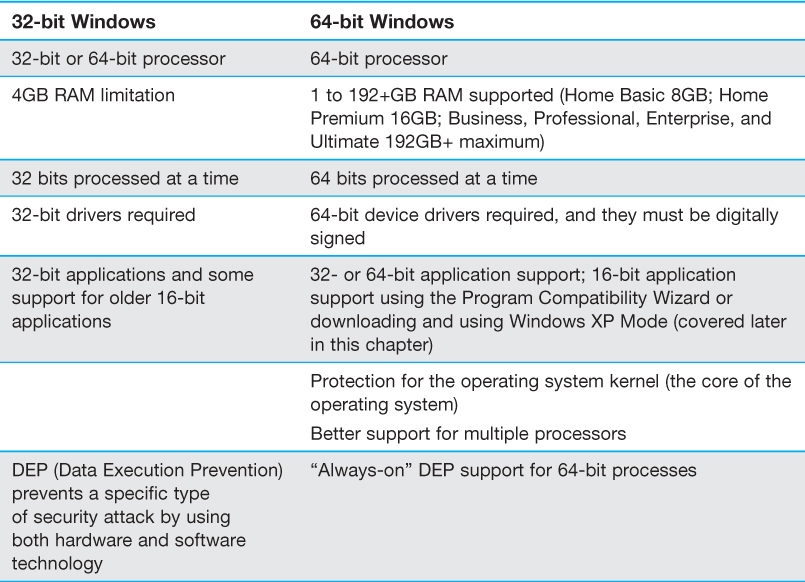 32-bit Windows
64-bit Windows
32-bit or 64-bit processor
64-bit processor
4GB RAM limitation
1 to 192+GB RAM supported (Home Basic 8GB; Home
Premium 16GB; Business, Professional, Enterprise, and
Ultimate 192GB+ maximum)
32 bits processed at a time
64 bits processed at a time
32-bit drivers required
64-bit device drivers required, and they must be digitally
signed
32-bit applications and some
support for older 16-bit
applications
32- or 64-bit application support; 16-bit application
support using the Program Compatibility Wizard or
downloading and using Windows XP Mode (covered later
in this chapter)
Protection for the operating system kernel (the core of the
operating system)
Better support for multiple processors
DEP (Data Execution Prevention)
prevents a specific type
of security attack by using
both hardware and software
technology
“Always-on” DEP support for 64-bit processes